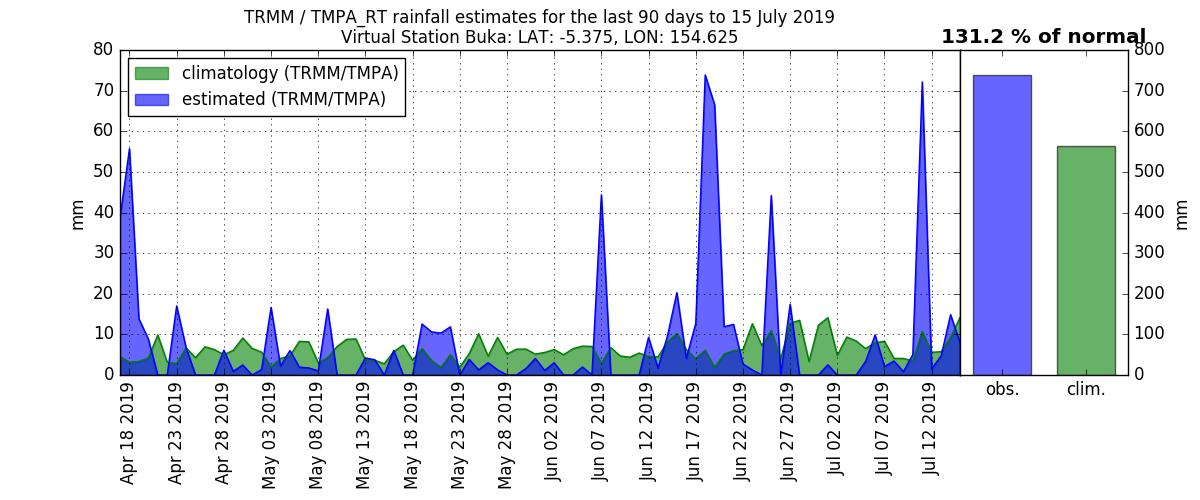 TRMM / TMPA_RT rainfall estimates for the last 90 days to 15 July 2019
Virtual Station Buka: LAT: -5.375, LON: 154.625
131.2 % of normal
climatology (TRMM/TMPA)
estimated (TRMM/TMPA)
mm
80
70
60
50
40
30
20
10
0
Apr 18 2019
Apr 23 2019
Apr 28 2019
May 03 2019
May 08 2019
May 13 2019
May 18 2019
May 23 2019
May 28 2019
Jun 02 2019
Jun 07 2019
Jun 12 2019
Jun 17 2019
Jun 22 2019
Jun 27 2019
Jul 02 2019
Jul 07 2019
Jul 12 2019
obs.
clim.
800
700
600
500
400
300
200
100
0
mm